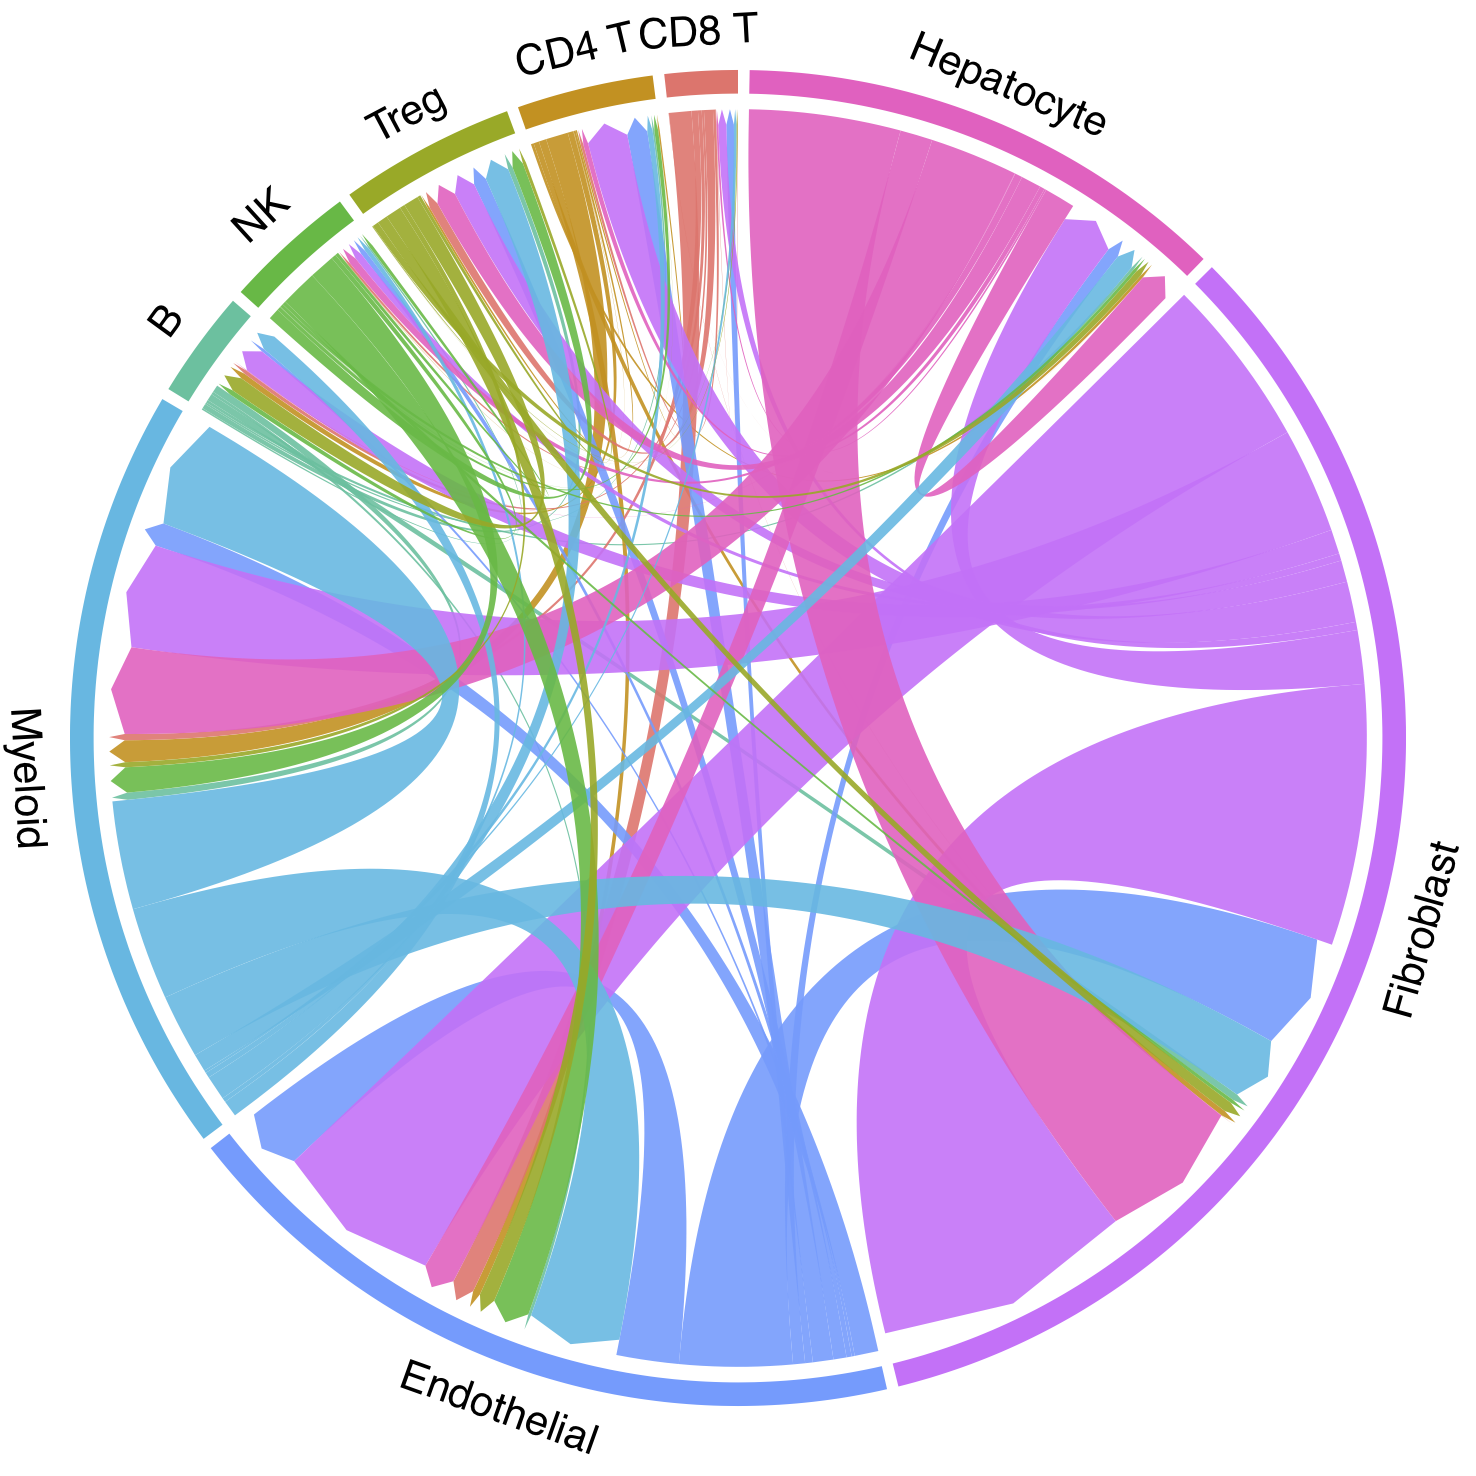 CD4 T
CD8 T
Hepatocyte
Treg
NK
B
Myeloid
Fibroblast
Endothelial